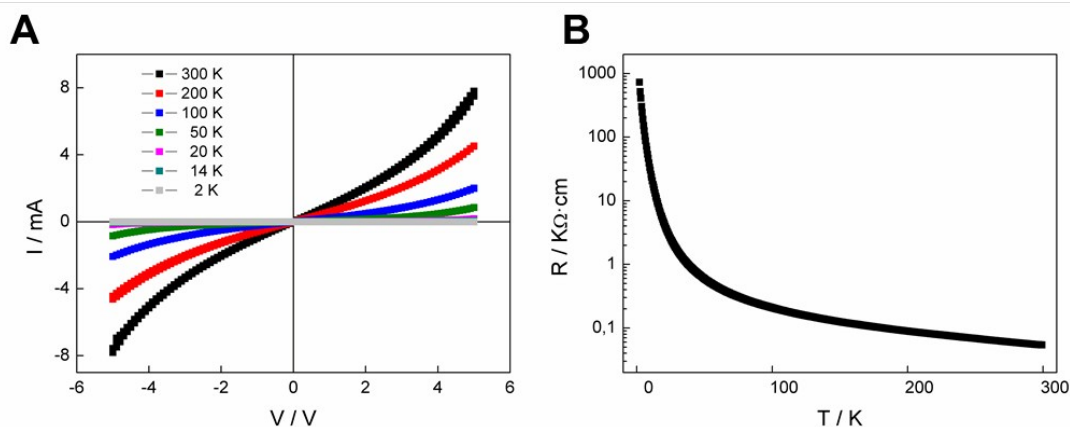 A
300 K
200 K
100 K
50 K
20 K
14 K
2 K
8
4
0
-4
-8
I / mA
-6 -4 -2 0 2 4 6
V / V
B
1000
100
10
1
0,1
R / KΩ·cm
0 100 200 300
T / K